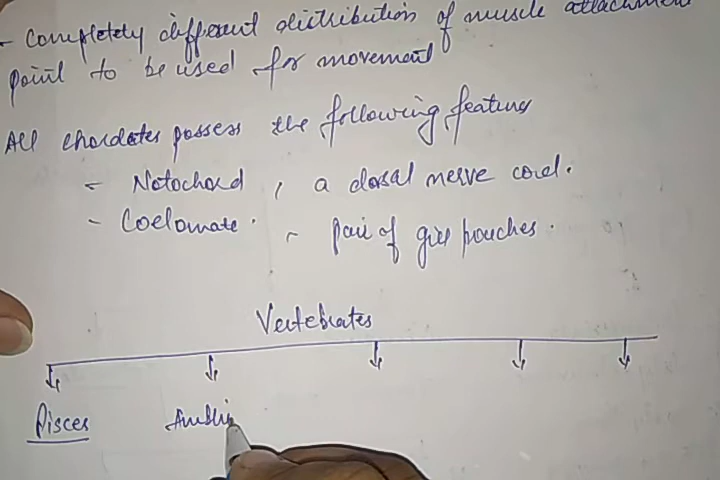 - Completely different distribution of muscle attachment
point to be used for movement
All chordates possess the following features
- Notochord , a dorsal nerve cord.
- Coelomate . - pair of gill pouches.
Vertebrates
Pisces